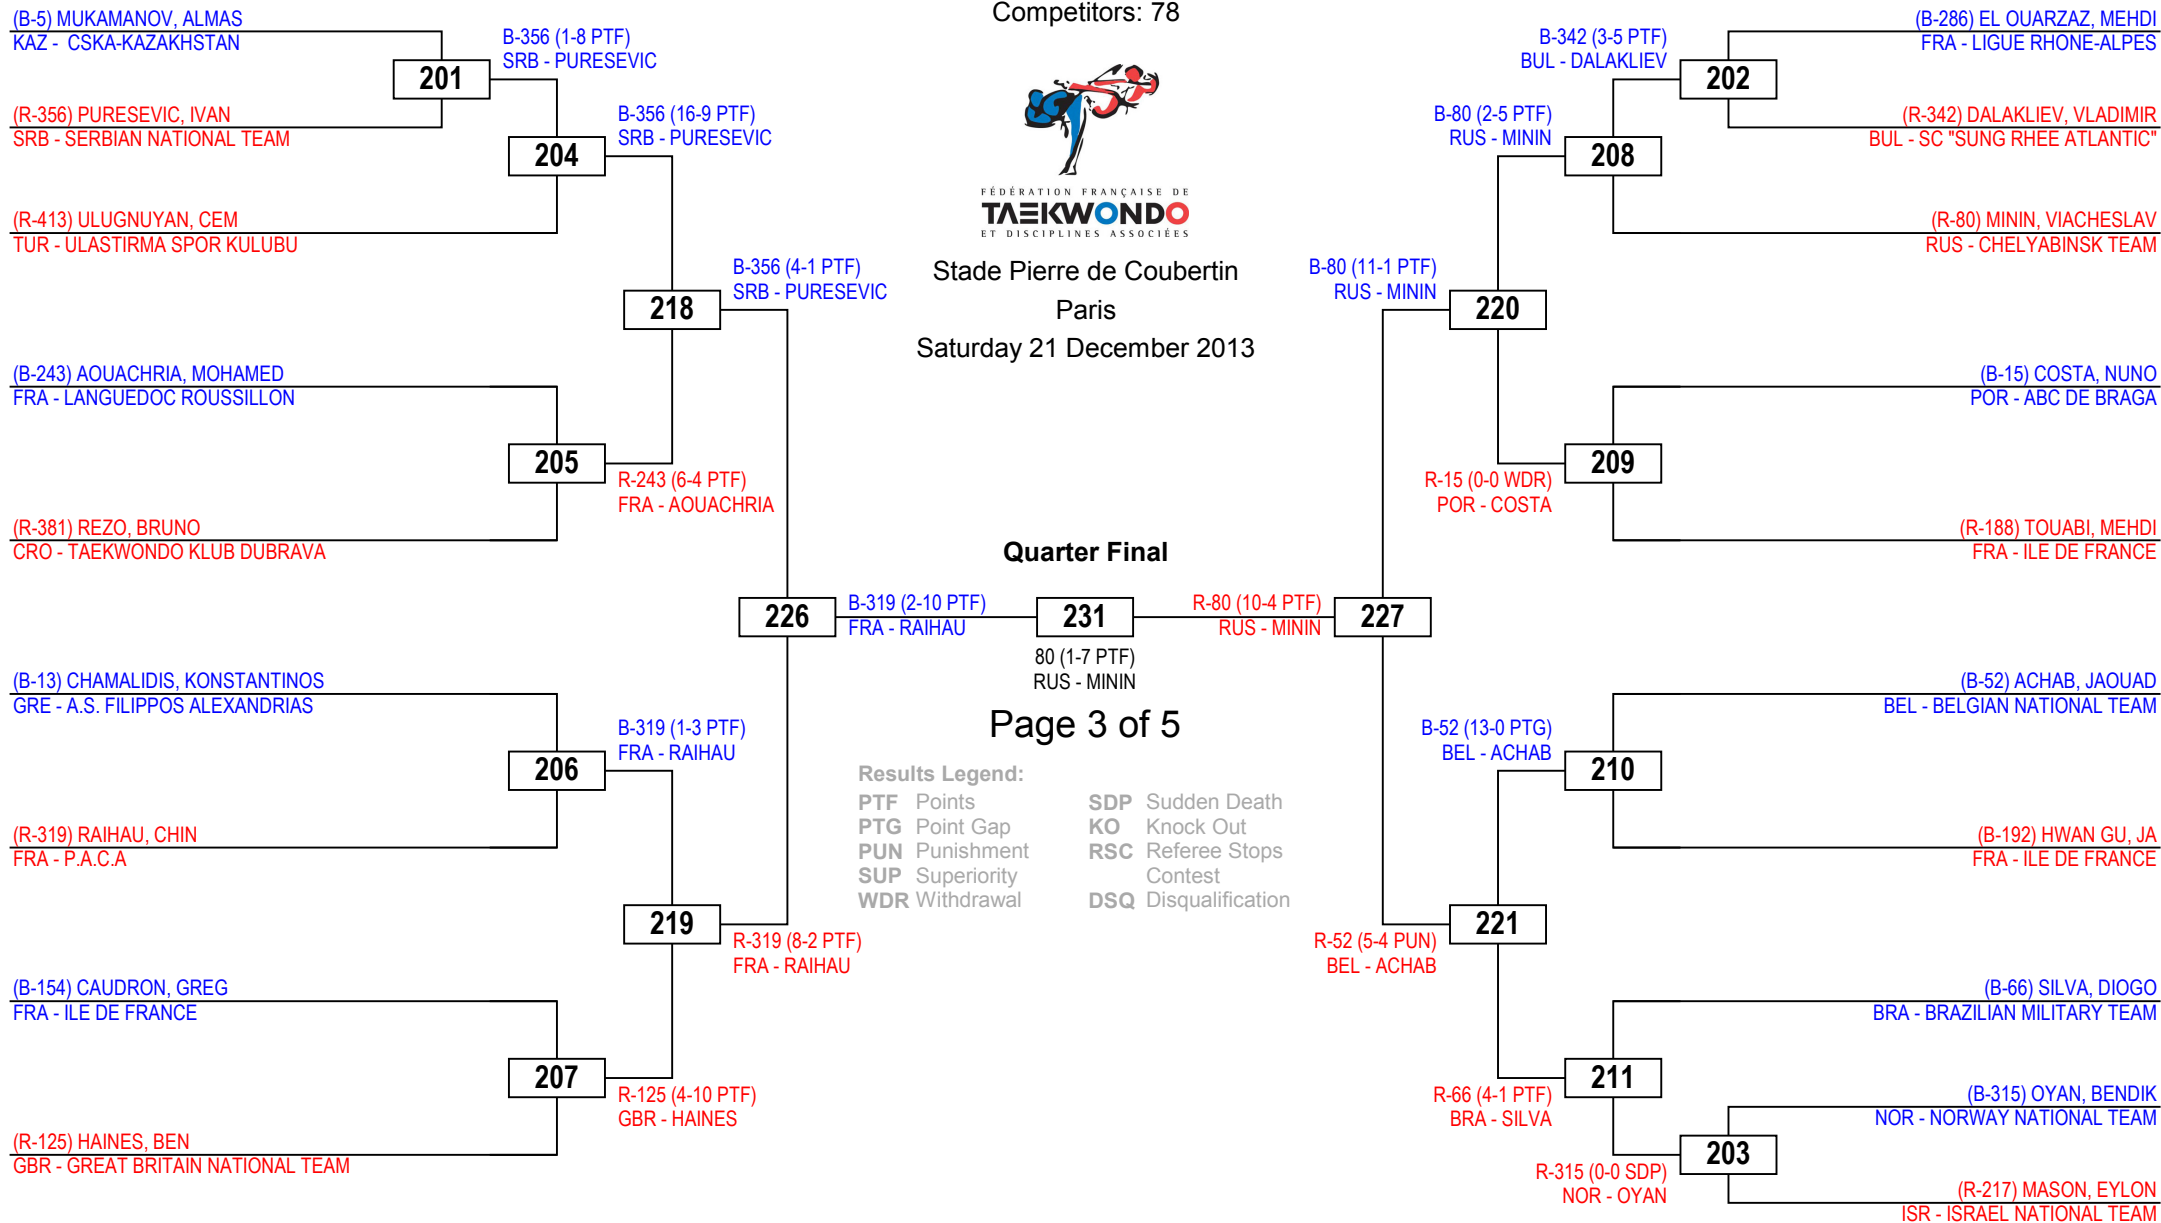 Competitors: 78
FÉDÉRATION FRANÇAISE DE
TAEKWONDO
ET DISCIPLINES ASSOCIÉES
Stade Pierre de Coubertin
Paris
Saturday 21 December 2013
(B-5) MUKAMANOV, ALMAS
KAZ - CSKA-KAZAKHSTAN
201
B-356 (1-8 PTF)
SRB - PURESEVIC
(R-356) PURESEVIC, IVAN
SRB - SERBIAN NATIONAL TEAM
204
B-356 (16-9 PTF)
SRB - PURESEVIC
(R-413) ULUGNUYAN, CEM
TUR - ULASTIRMA SPOR KULUBU
218
B-356 (4-1 PTF)
SRB - PURESEVIC
(B-243) AOUACHRIA, MOHAMED
FRA - LANGUEDOC ROUSSILLON
205
R-243 (6-4 PTF)
FRA - AOUACHRIA
(R-381) REZO, BRUNO
CRO - TAEKWONDO KLUB DUBRAVA
226
B-319 (2-10 PTF)
FRA - RAIHAU
(B-13) CHAMALIDIS, KONSTANTINOS
GRE - A.S. FILIPPOS ALEXANDRIAS
206
B-319 (1-3 PTF)
FRA - RAIHAU
(R-319) RAIHAU, CHIN
FRA - P.A.C.A
219
R-319 (8-2 PTF)
FRA - RAIHAU
(B-154) CAUDRON, GREG
FRA - ILE DE FRANCE
207
R-125 (4-10 PTF)
GBR - HAINES
(R-125) HAINES, BEN
GBR - GREAT BRITAIN NATIONAL TEAM
Quarter Final
231
80 (1-7 PTF)
RUS - MININ
Page 3 of 5
Results Legend:
PTF Points
PTG Point Gap
PUN Punishment
SUP Superiority
WDR Withdrawal
SDP Sudden Death
KO Knock Out
RSC Referee Stops
Contest
DSQ Disqualification
(B-286) EL OUARZAZ, MEHDI
FRA - LIGUE RHONE-ALPES
B-342 (3-5 PTF)
BUL - DALAKLIEV
202
(R-342) DALAKLIEV, VLADIMIR
BUL - SC "SUNG RHEE ATLANTIC"
B-80 (2-5 PTF)
RUS - MININ
208
(R-80) MININ, VIACHESLAV
RUS - CHELYABINSK TEAM
B-80 (11-1 PTF)
RUS - MININ
220
(B-15) COSTA, NUNO
POR - ABC DE BRAGA
R-15 (0-0 WDR)
POR - COSTA
209
(R-188) TOUABI, MEHDI
FRA - ILE DE FRANCE
R-80 (10-4 PTF)
RUS - MININ
227
(B-52) ACHAB, JAOUAD
BEL - BELGIAN NATIONAL TEAM
B-52 (13-0 PTG)
BEL - ACHAB
210
(B-192) HWAN GU, JA
FRA - ILE DE FRANCE
R-52 (5-4 PUN)
BEL - ACHAB
221
(B-66) SILVA, DIOGO
BRA - BRAZILIAN MILITARY TEAM
R-66 (4-1 PTF)
BRA - SILVA
211
(B-315) OYAN, BENDIK
NOR - NORWAY NATIONAL TEAM
R-315 (0-0 SDP)
NOR - OYAN
203
(R-217) MASON, EYLON
ISR - ISRAEL NATIONAL TEAM